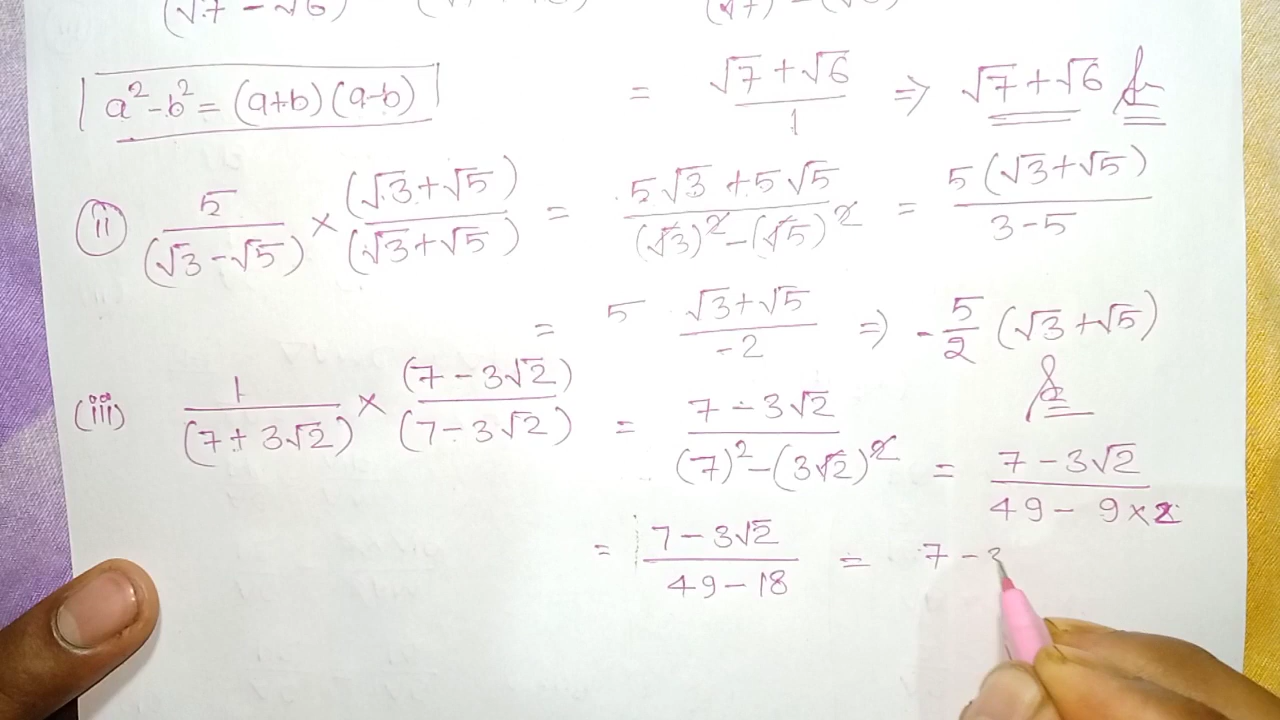 (√7 - √6)
a² - b² = (a+b) (a-b)
= √7 + √6 / 1 ⇒ √7 + √6
(ii) 5 / (√3 - √5) × (√3 + √5) / (√3 + √5) = 5√3 + 5√5 / (√3)² - (√5)² = 5 (√3 + √5) / 3 - 5
= 5 √3 + √5 / -2 ⇒ - 5/2 (√3 + √5)
(iii) 1 / (7 + 3√2) × (7 - 3√2) / (7 - 3√2) = 7 - 3√2 / (7)² - (3√2)² = 7 - 3√2 / 49 - 9×2
= 7 - 3√2 / 49 - 18 = 7 - 3